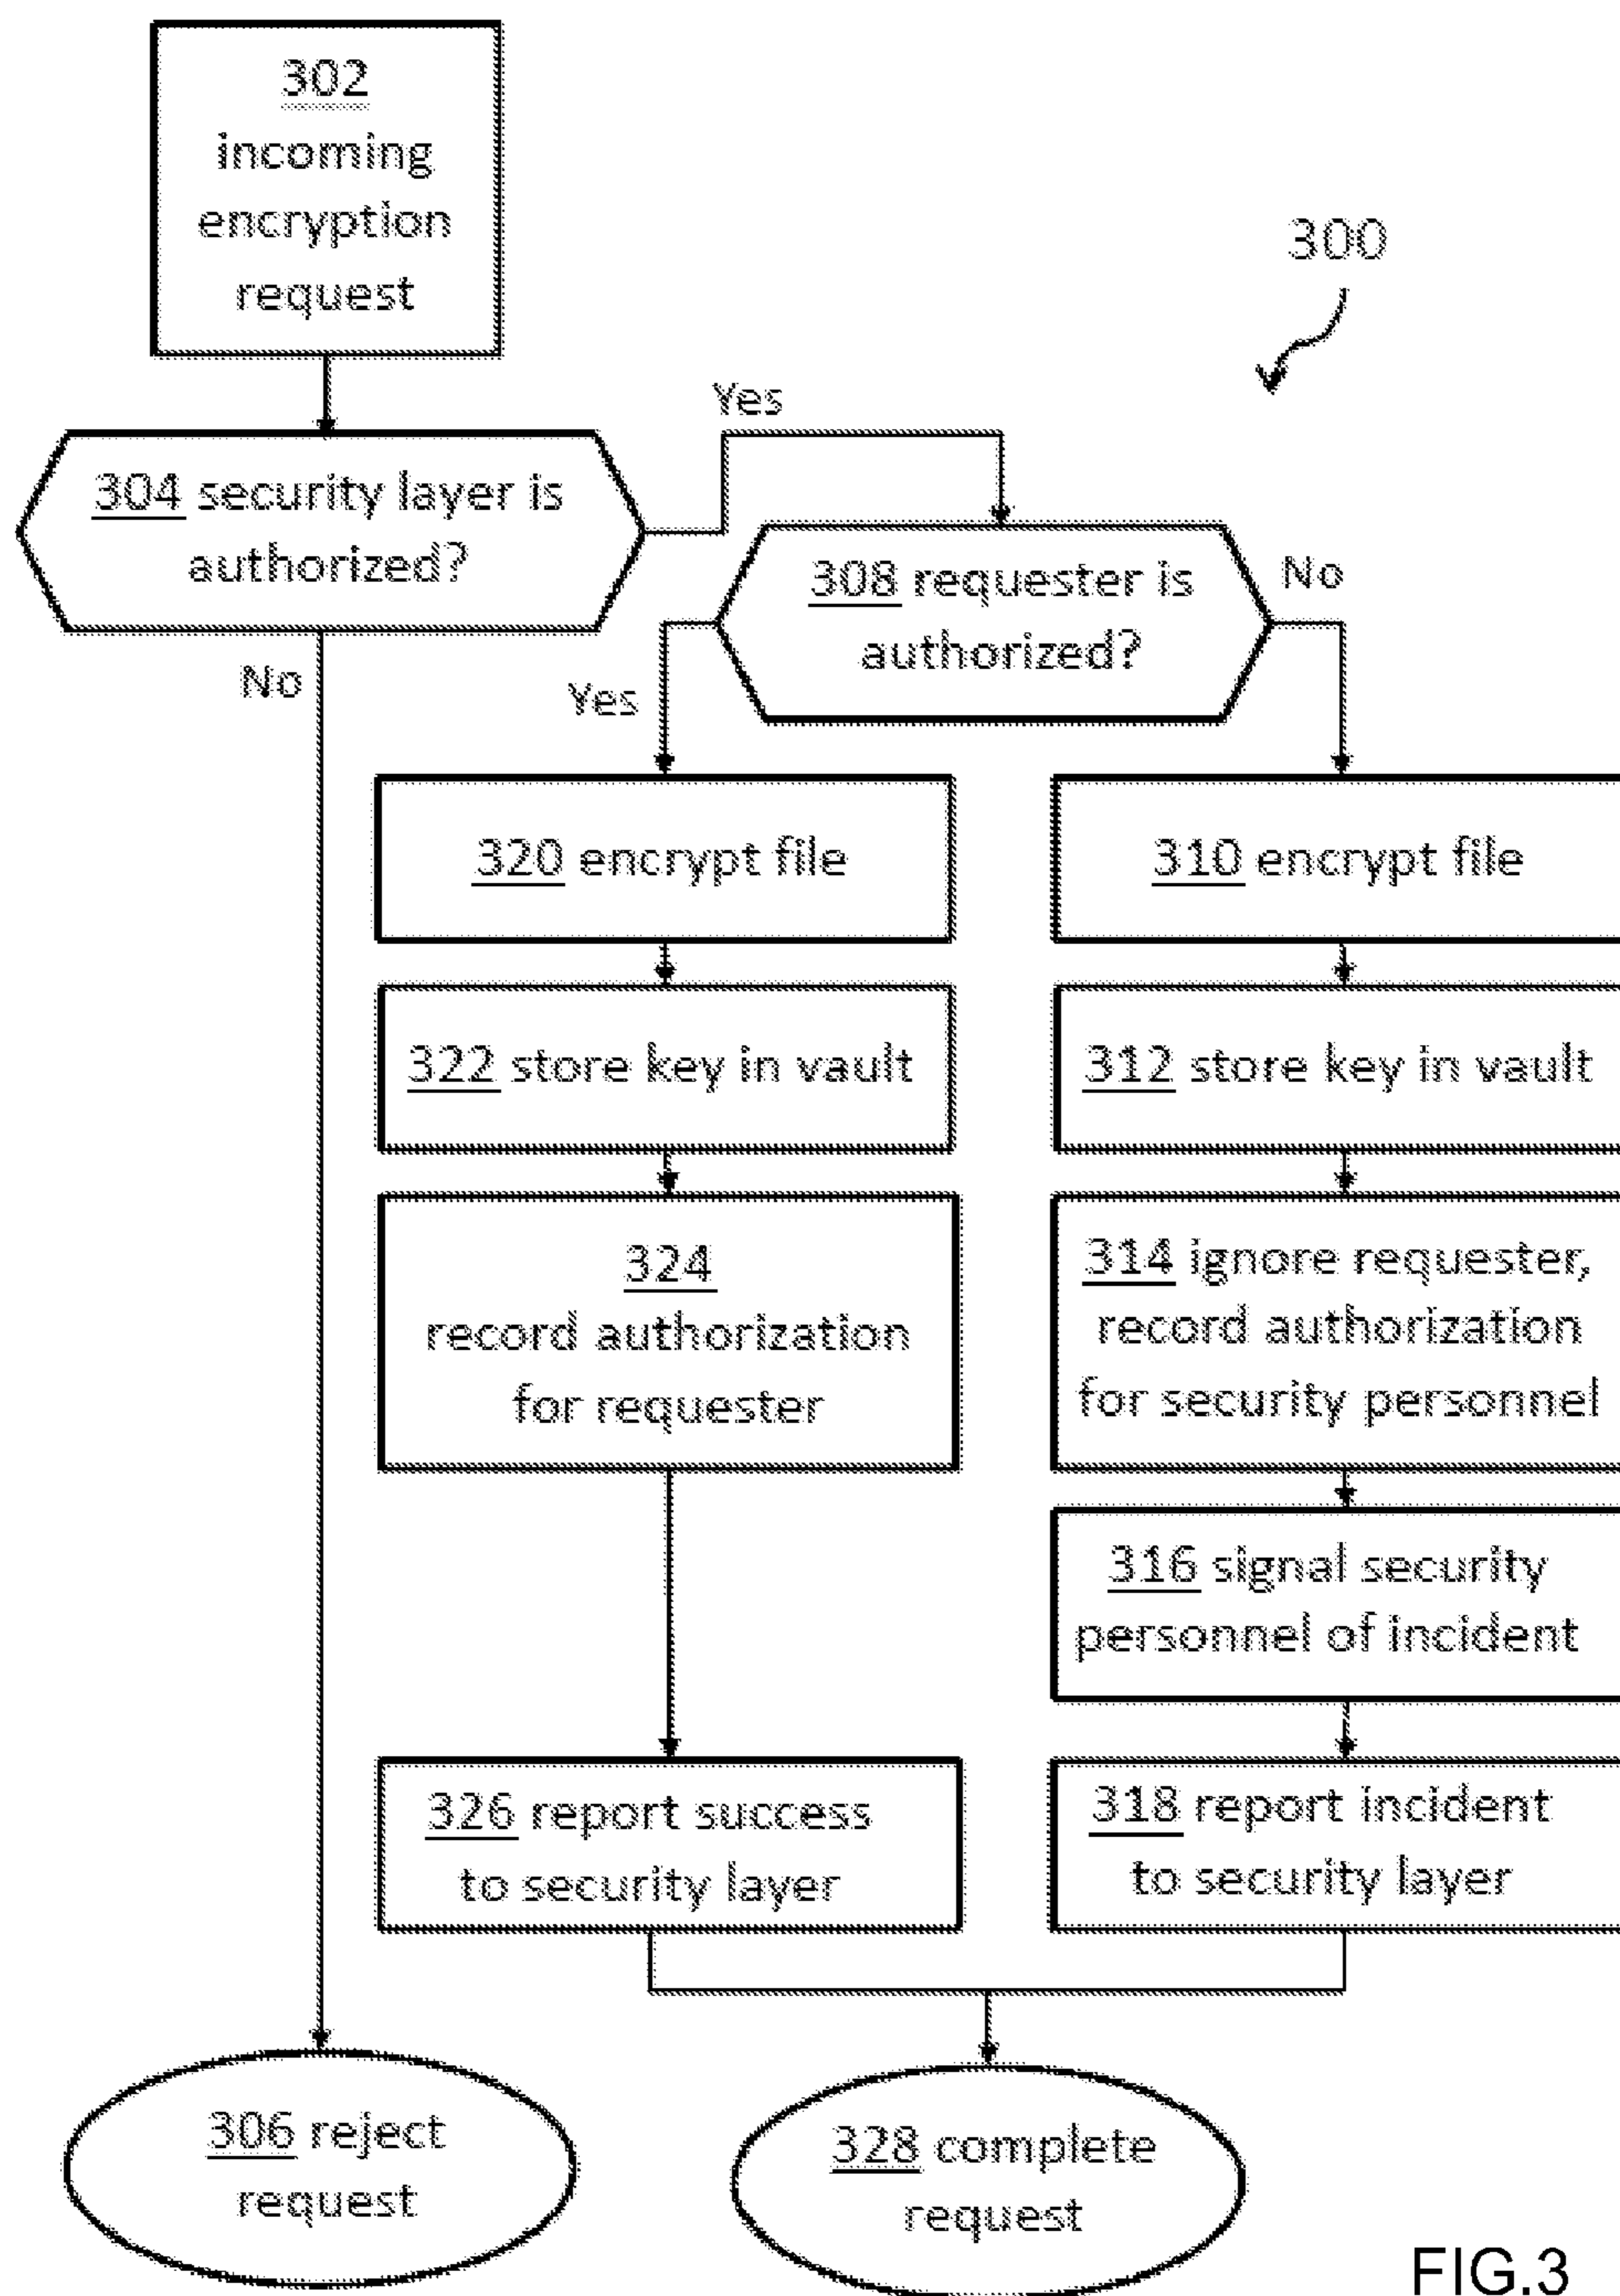 302
incoming
encryption
request
300
Yes
304 security layer is
authorized?
308 requester is
authorized?
No
No
Yes
320 encrypt file
310 encrypt file
322 store key in vault
312 store key in vault
324
record authorization
for requester
314 ignore requester,
record authorization
for security personnel
316 signal security
personnel of incident
326 report success
to security layer
318 report incident
to security layer
306 reject
request
328 complete
request
FIG.3